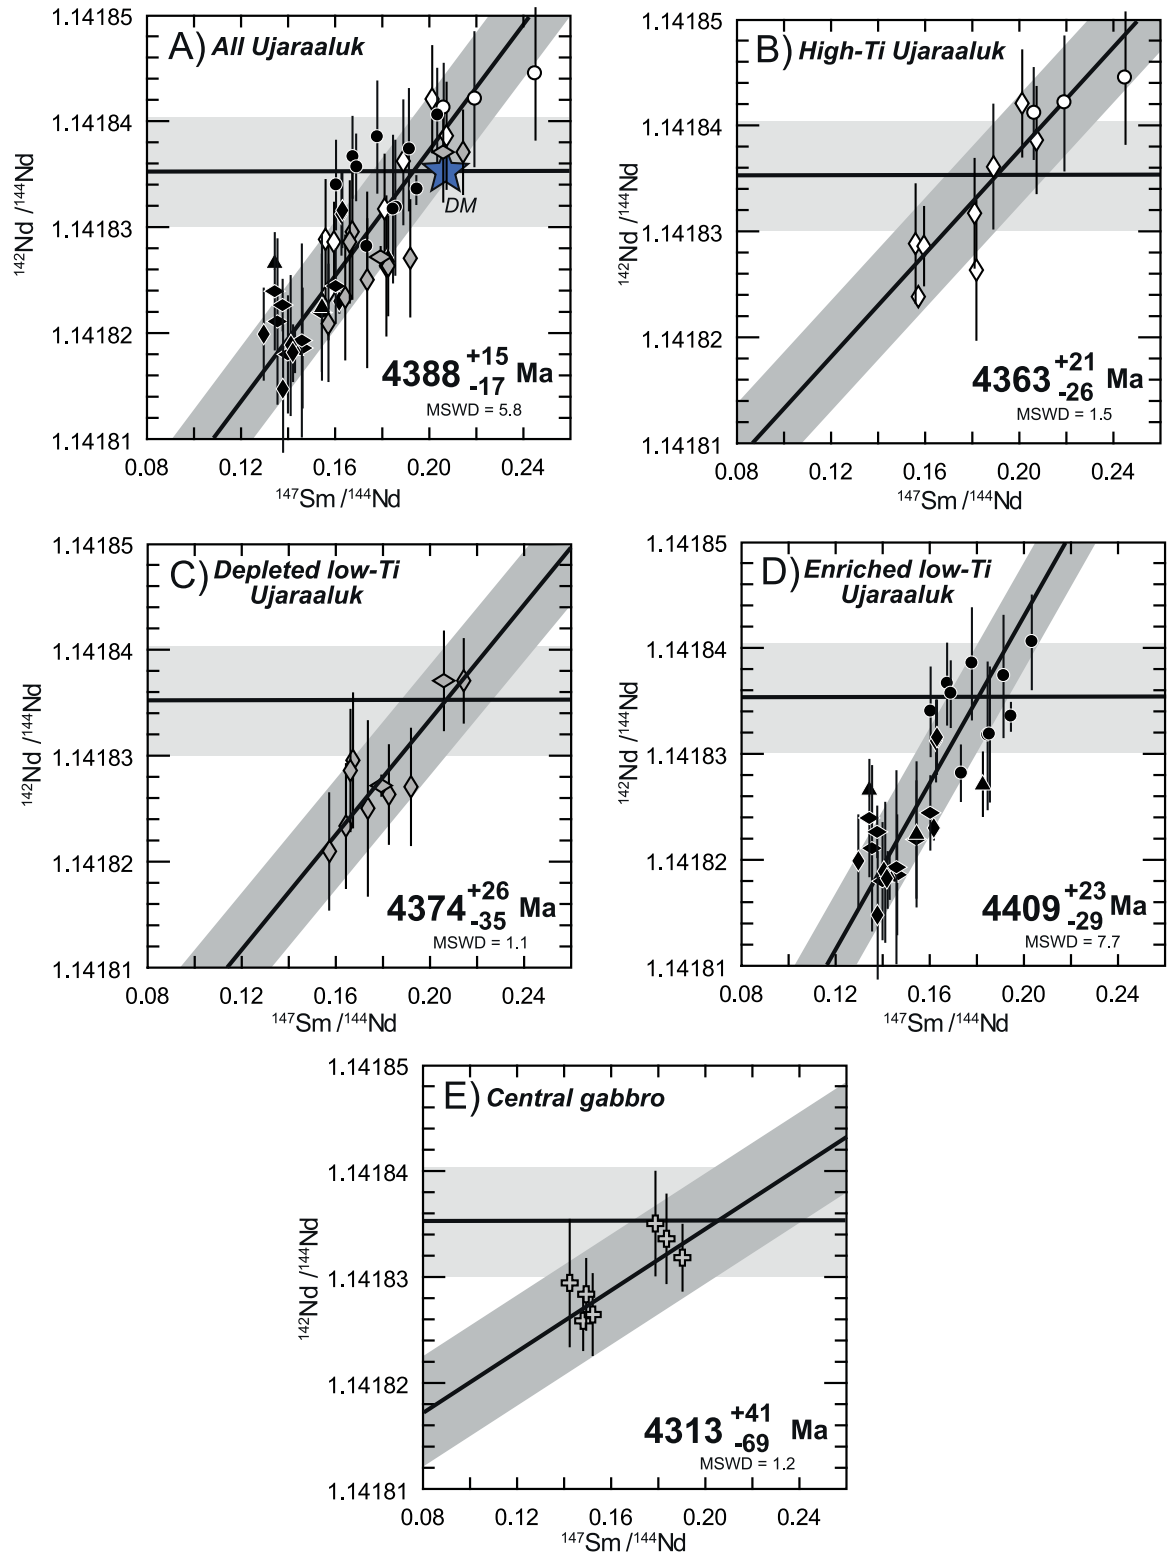 A) All Ujaraaluk
1.14185
1.14184
1.14183
1.14182
1.14181
142Nd /144Nd
DM
4388 +15 -17 Ma
MSWD = 5.8
0.08 0.12 0.16 0.20 0.24
147Sm /144Nd
B) High-Ti Ujaraaluk
1.14185
1.14184
1.14183
1.14182
1.14181
142Nd /144Nd
4363 +21 -26 Ma
MSWD = 1.5
0.08 0.12 0.16 0.20 0.24
147Sm /144Nd
C) Depleted low-Ti
Ujaraaluk
1.14185
1.14184
1.14183
1.14182
1.14181
142Nd /144Nd
4374 +26 -35 Ma
MSWD = 1.1
0.08 0.12 0.16 0.20 0.24
147Sm /144Nd
D) Enriched low-Ti
Ujaraaluk
1.14185
1.14184
1.14183
1.14182
1.14181
142Nd /144Nd
4409 +23 -29 Ma
MSWD = 7.7
0.08 0.12 0.16 0.20 0.24
147Sm /144Nd
E) Central gabbro
1.14185
1.14184
1.14183
1.14182
1.14181
142Nd /144Nd
4313 +41 -69 Ma
MSWD = 1.2
0.08 0.12 0.16 0.20 0.24
147Sm /144Nd